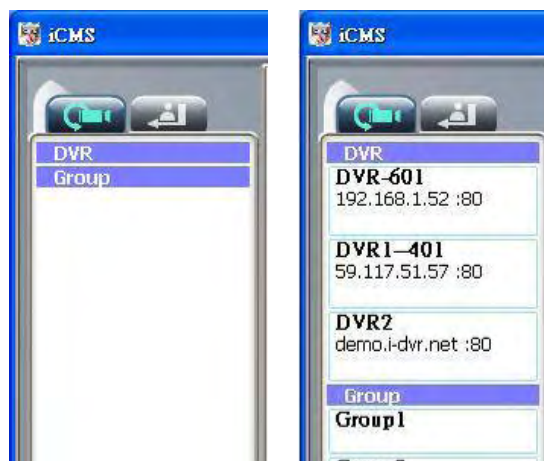 iCMS
DVR
Group
iCMS
DVR
DVR-601
192.168.1.52 :80
DVR1-401
59.117.51.57 :80
DVR2
demo.i-dvr.net :80
Group
Group1